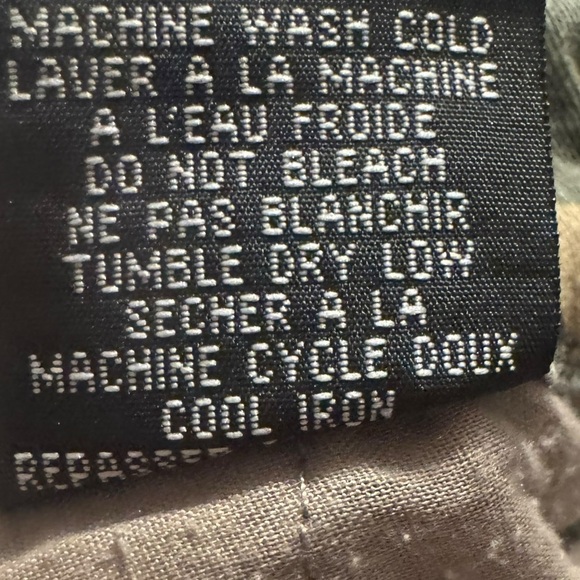 MACHINE WASH COLD
LAVER A LA MACHINE
A L'EAU FROIDE
DO NOT BLEACH
NE PAS BLANCHIR
TUMBLE DRY LOW
SECHER A LA
MACHINE CYCLE DOUX
COOL IRON